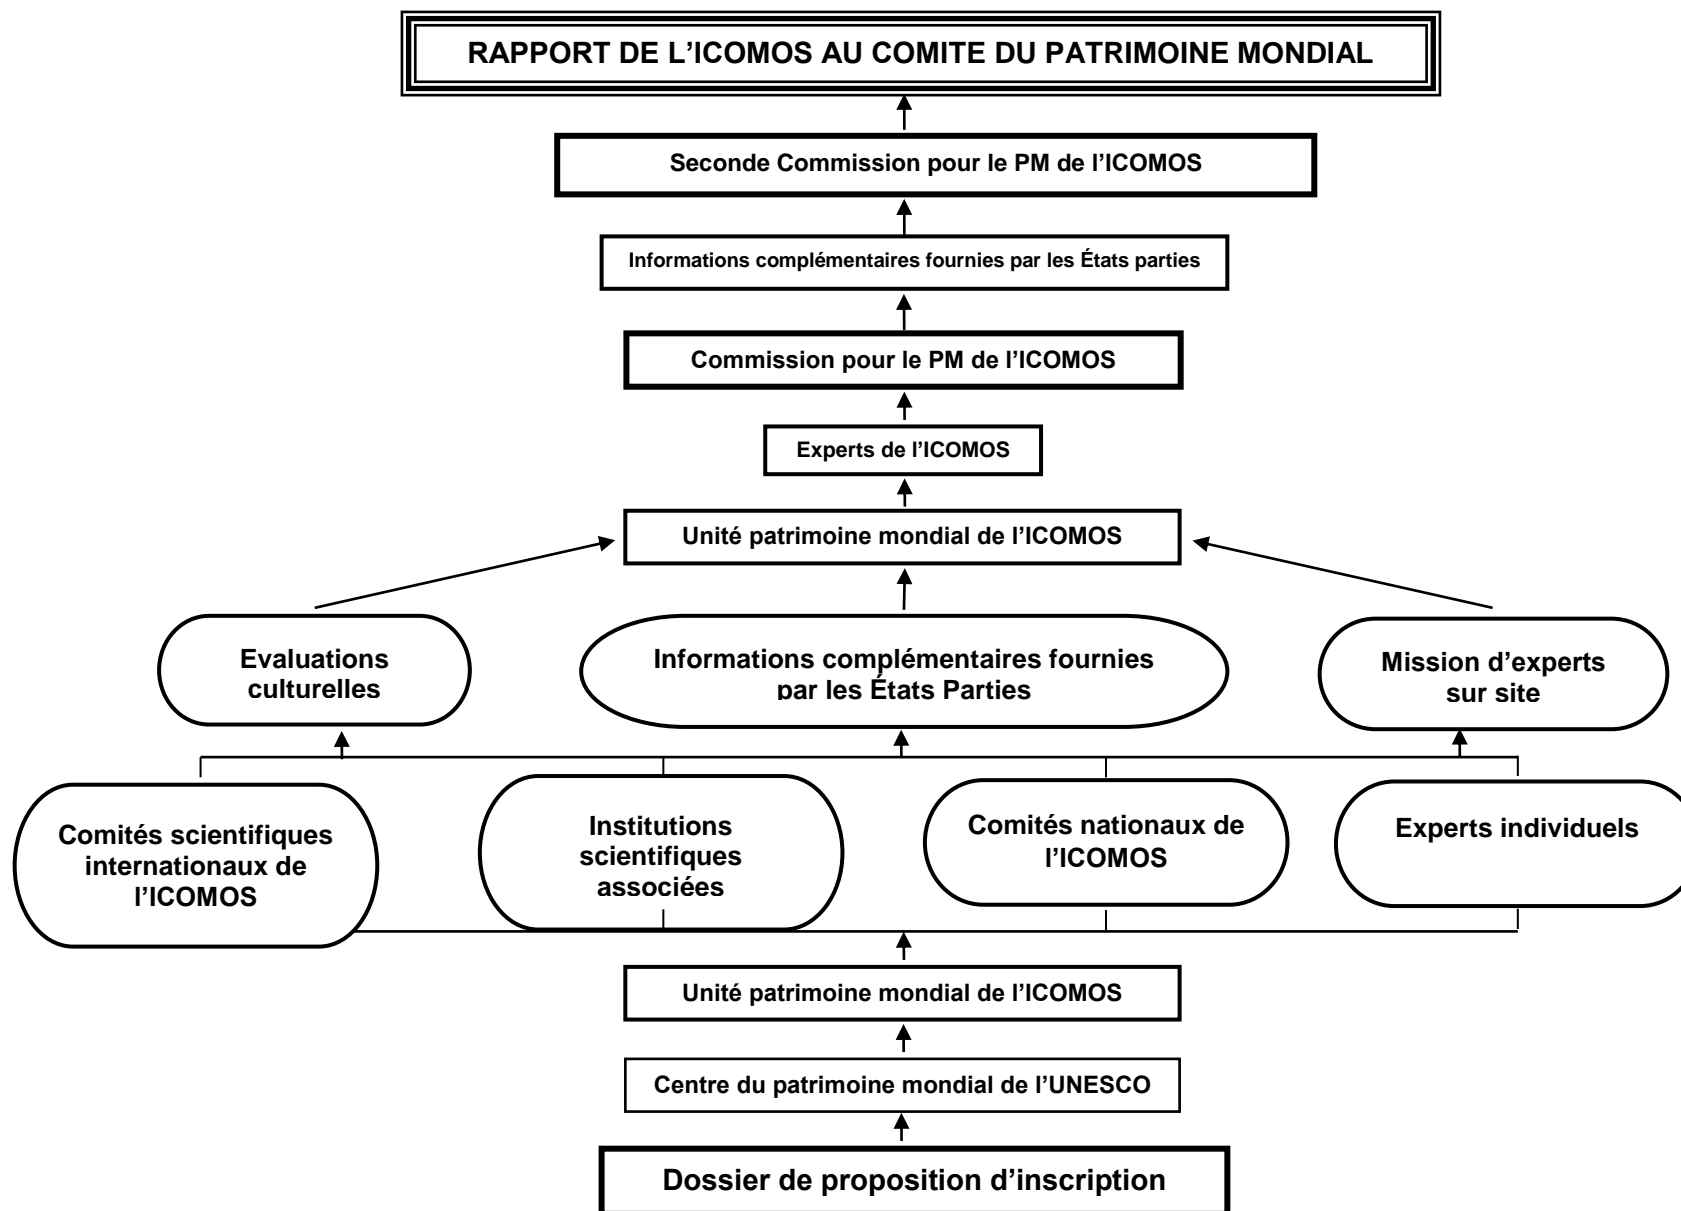 RAPPORT DE L’ICOMOS AU COMITE DU PATRIMOINE MONDIAL
Seconde Commission pour le PM de l’ICOMOS
Informations complémentaires fournies par les États parties
Commission pour le PM de l’ICOMOS
Experts de l’ICOMOS
Unité patrimoine mondial de l’ICOMOS
Evaluations
culturelles
Informations complémentaires fournies
par les États Parties
Mission d’experts
sur site
Comités scientifiques
internationaux de
l’ICOMOS
Institutions
scientifiques
associées
Comités nationaux de
l’ICOMOS
Experts individuels
Unité patrimoine mondial de l’ICOMOS
Centre du patrimoine mondial de l’UNESCO
Dossier de proposition d’inscription